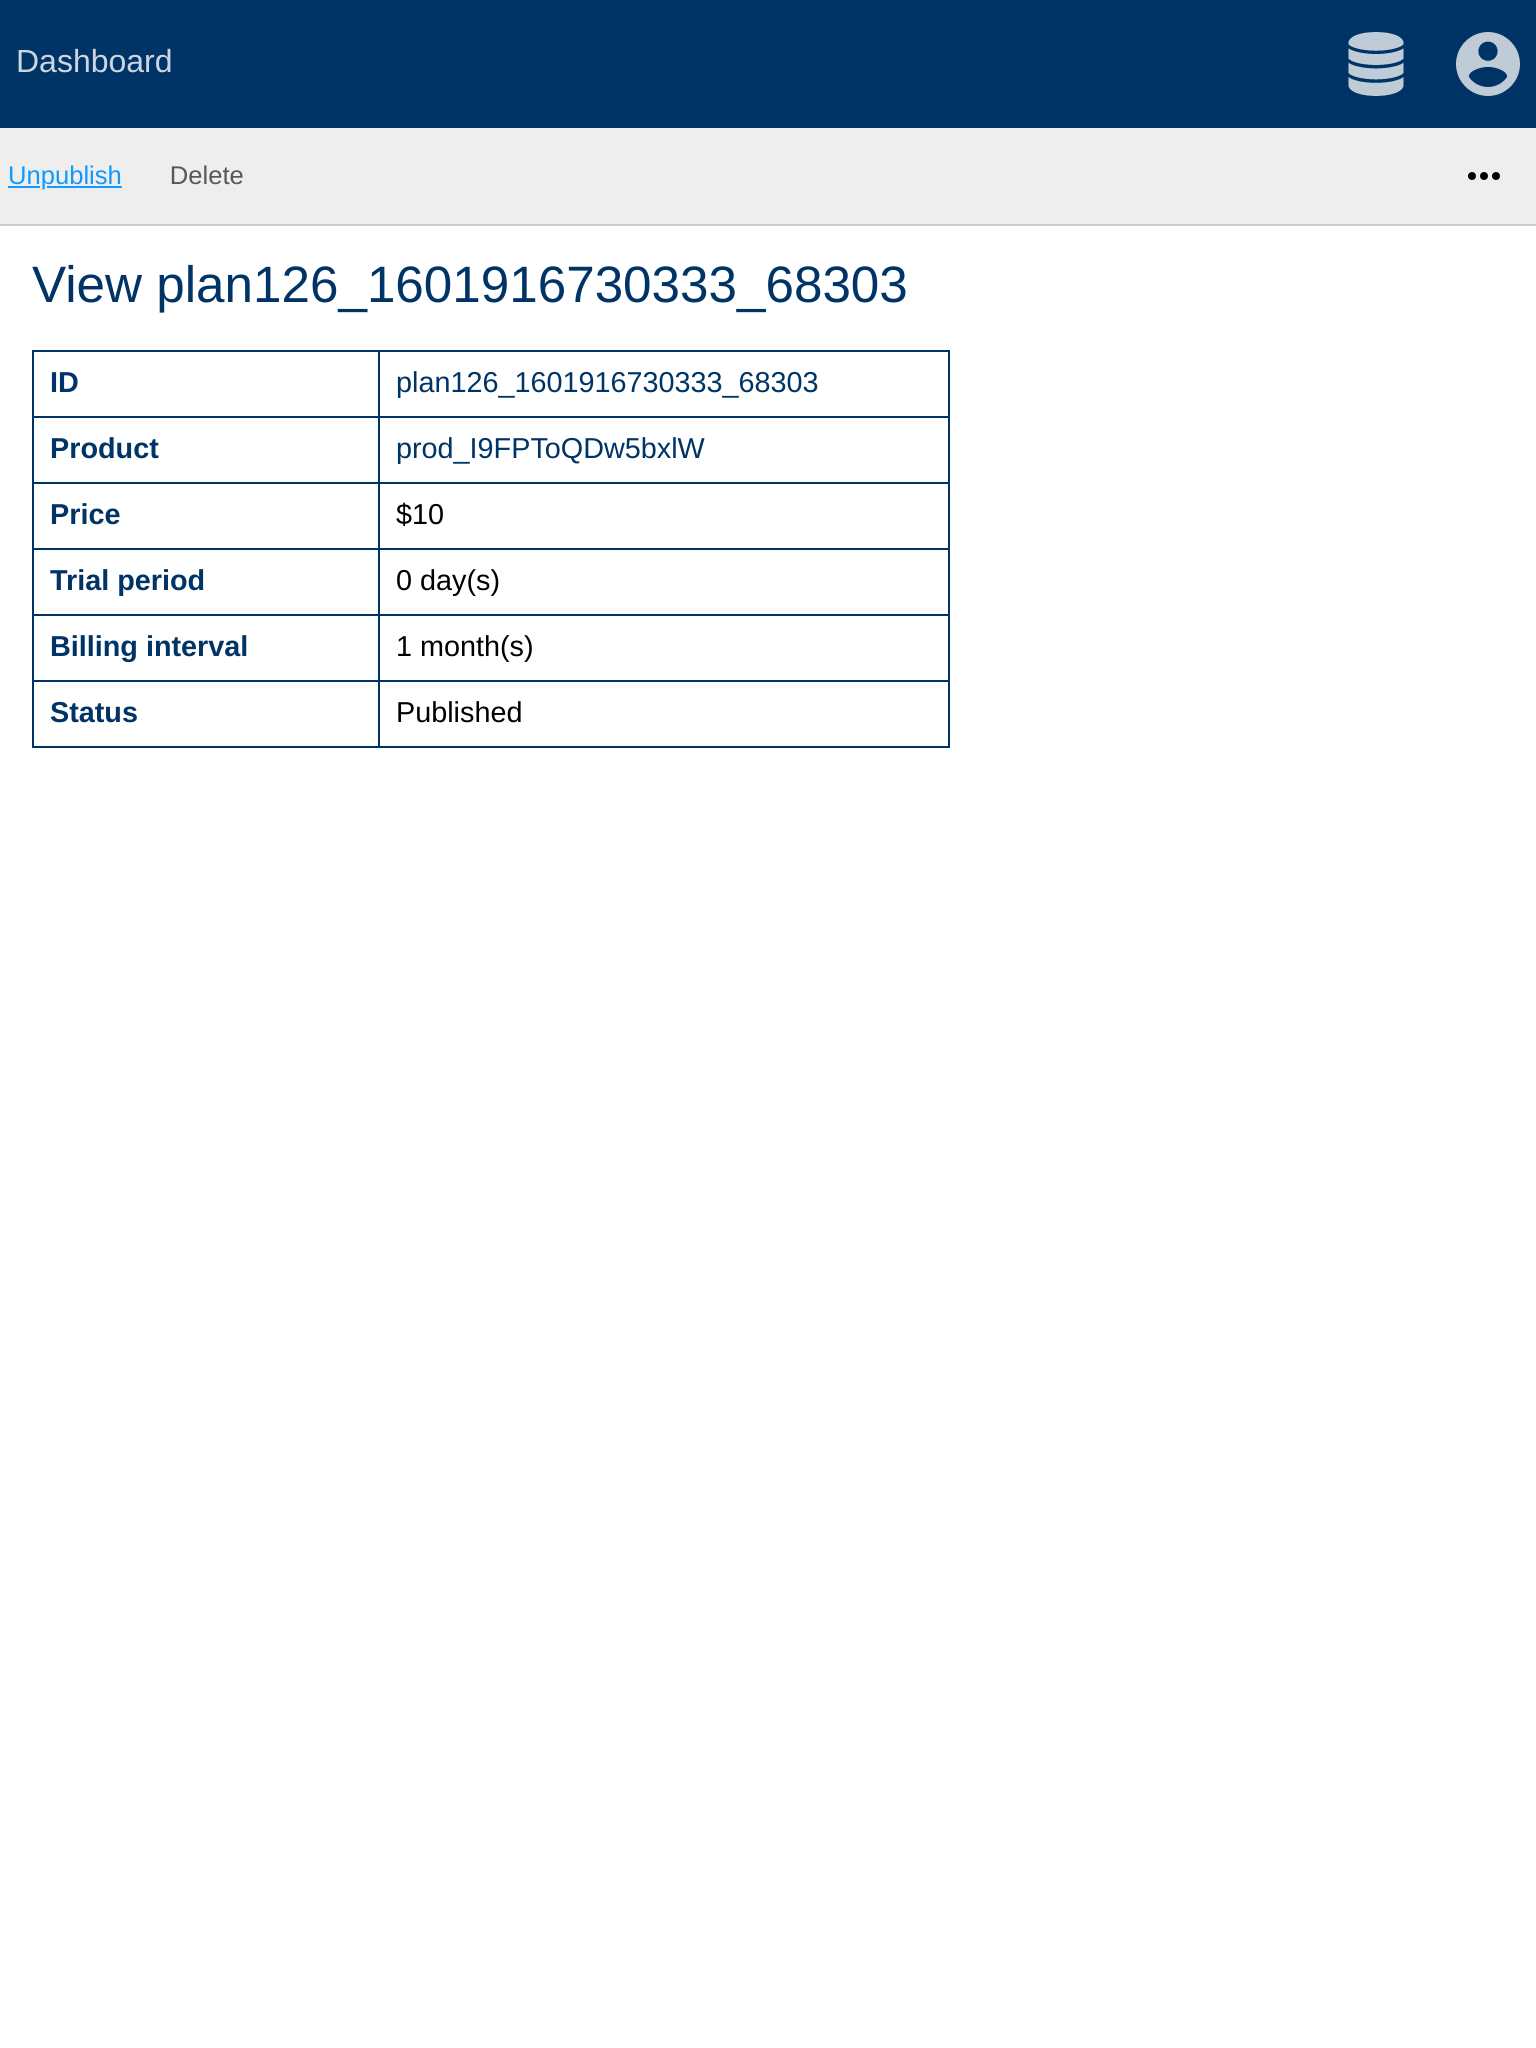 Dashboard
Unpublish Delete
View plan126_1601916730333_68303
ID plan126_1601916730333_68303
Product prod_I9FPToQDw5bxlW
Price $10
Trial period 0 day(s)
Billing interval 1 month(s)
Status Published